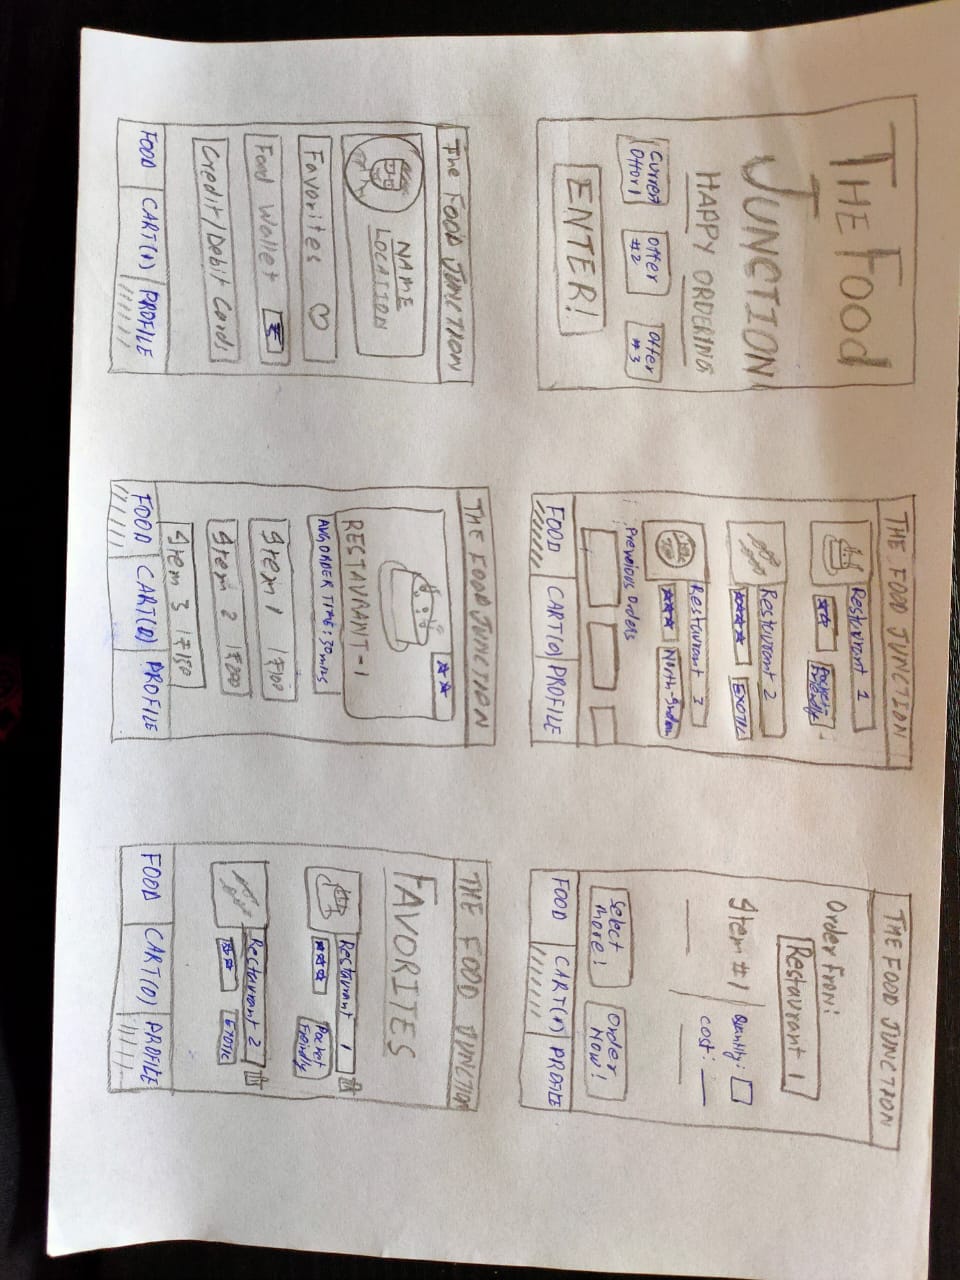 THE FOOD
JUNCTION
HAPPY ORDERING
Current Offer 1
Offer #2
Offer #3
ENTER!
THE FOOD JUNCTION
Restaurant 1
Pocket-Friendly
Restaurant 2
EXOTIC
Restaurant 3
North-Indian
Orders
FOOD CART(0) PROFILE
THE FOOD JUNCTION
Order From:
Restaurant 1
Item #1
Quantity:
Cost:
Select More!
Order Now!
FOOD CART(1) PROFILE
The Food Junction
NAME
LOCATION
Favorites
Food Wallet ₹
Credit/Debit Card
FOOD CART(1) PROFILE
THE FOOD JUNCTION
RESTAURANT-1
AVG ORDER TIME: 30 mins
Item 1 ₹100
Item 2 ₹200
Item 3 ₹150
FOOD CART(0) PROFILE
THE FOOD JUNCTION
FAVORITES
Restaurant 1
Pocket Friendly
Restaurant 2
EXOTIC
FOOD CART(0) PROFILE